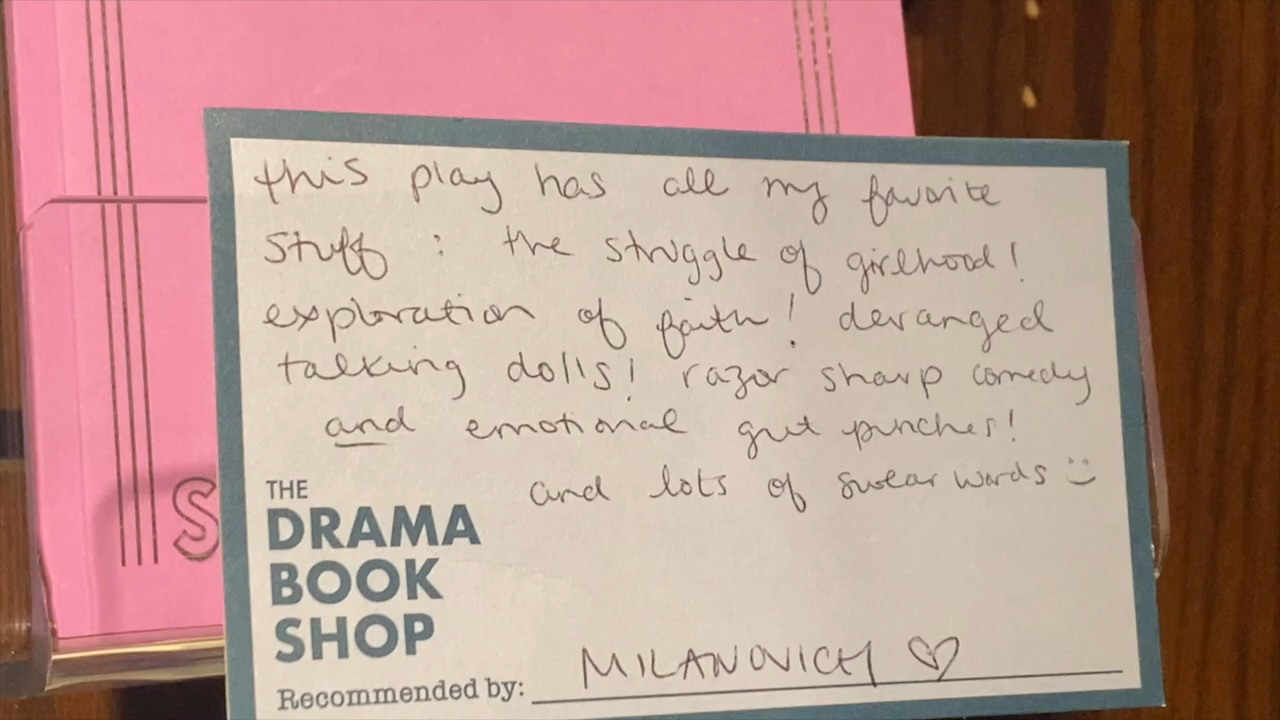 this play has all my favorite
stuff : the struggle of girlhood!
exploration of faith! deranged
talking dolls! razor sharp comedy
and emotional gut punches!
and lots of swear words :)
THE
DRAMA
BOOK
SHOP
Recommended by: MILANOVICH ♡
S